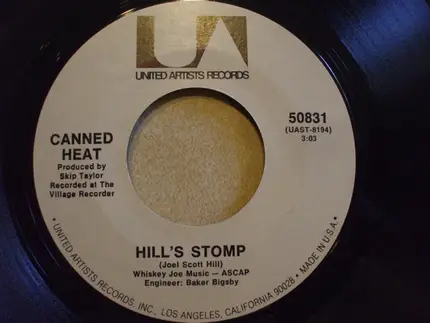 UA
UNITED ARTISTS RECORDS
50831
(UAST-8194)
3:03
CANNED
HEAT
Produced by
Skip Taylor
Recorded at The
Village Recorder
HILL'S STOMP
(Joel Scott Hill)
Whiskey Joe Music — ASCAP
Engineer: Baker Bigsby
• UNITED ARTISTS RECORDS, INC., LOS ANGELES, CALIFORNIA 90028 • MADE IN U.S.A. •